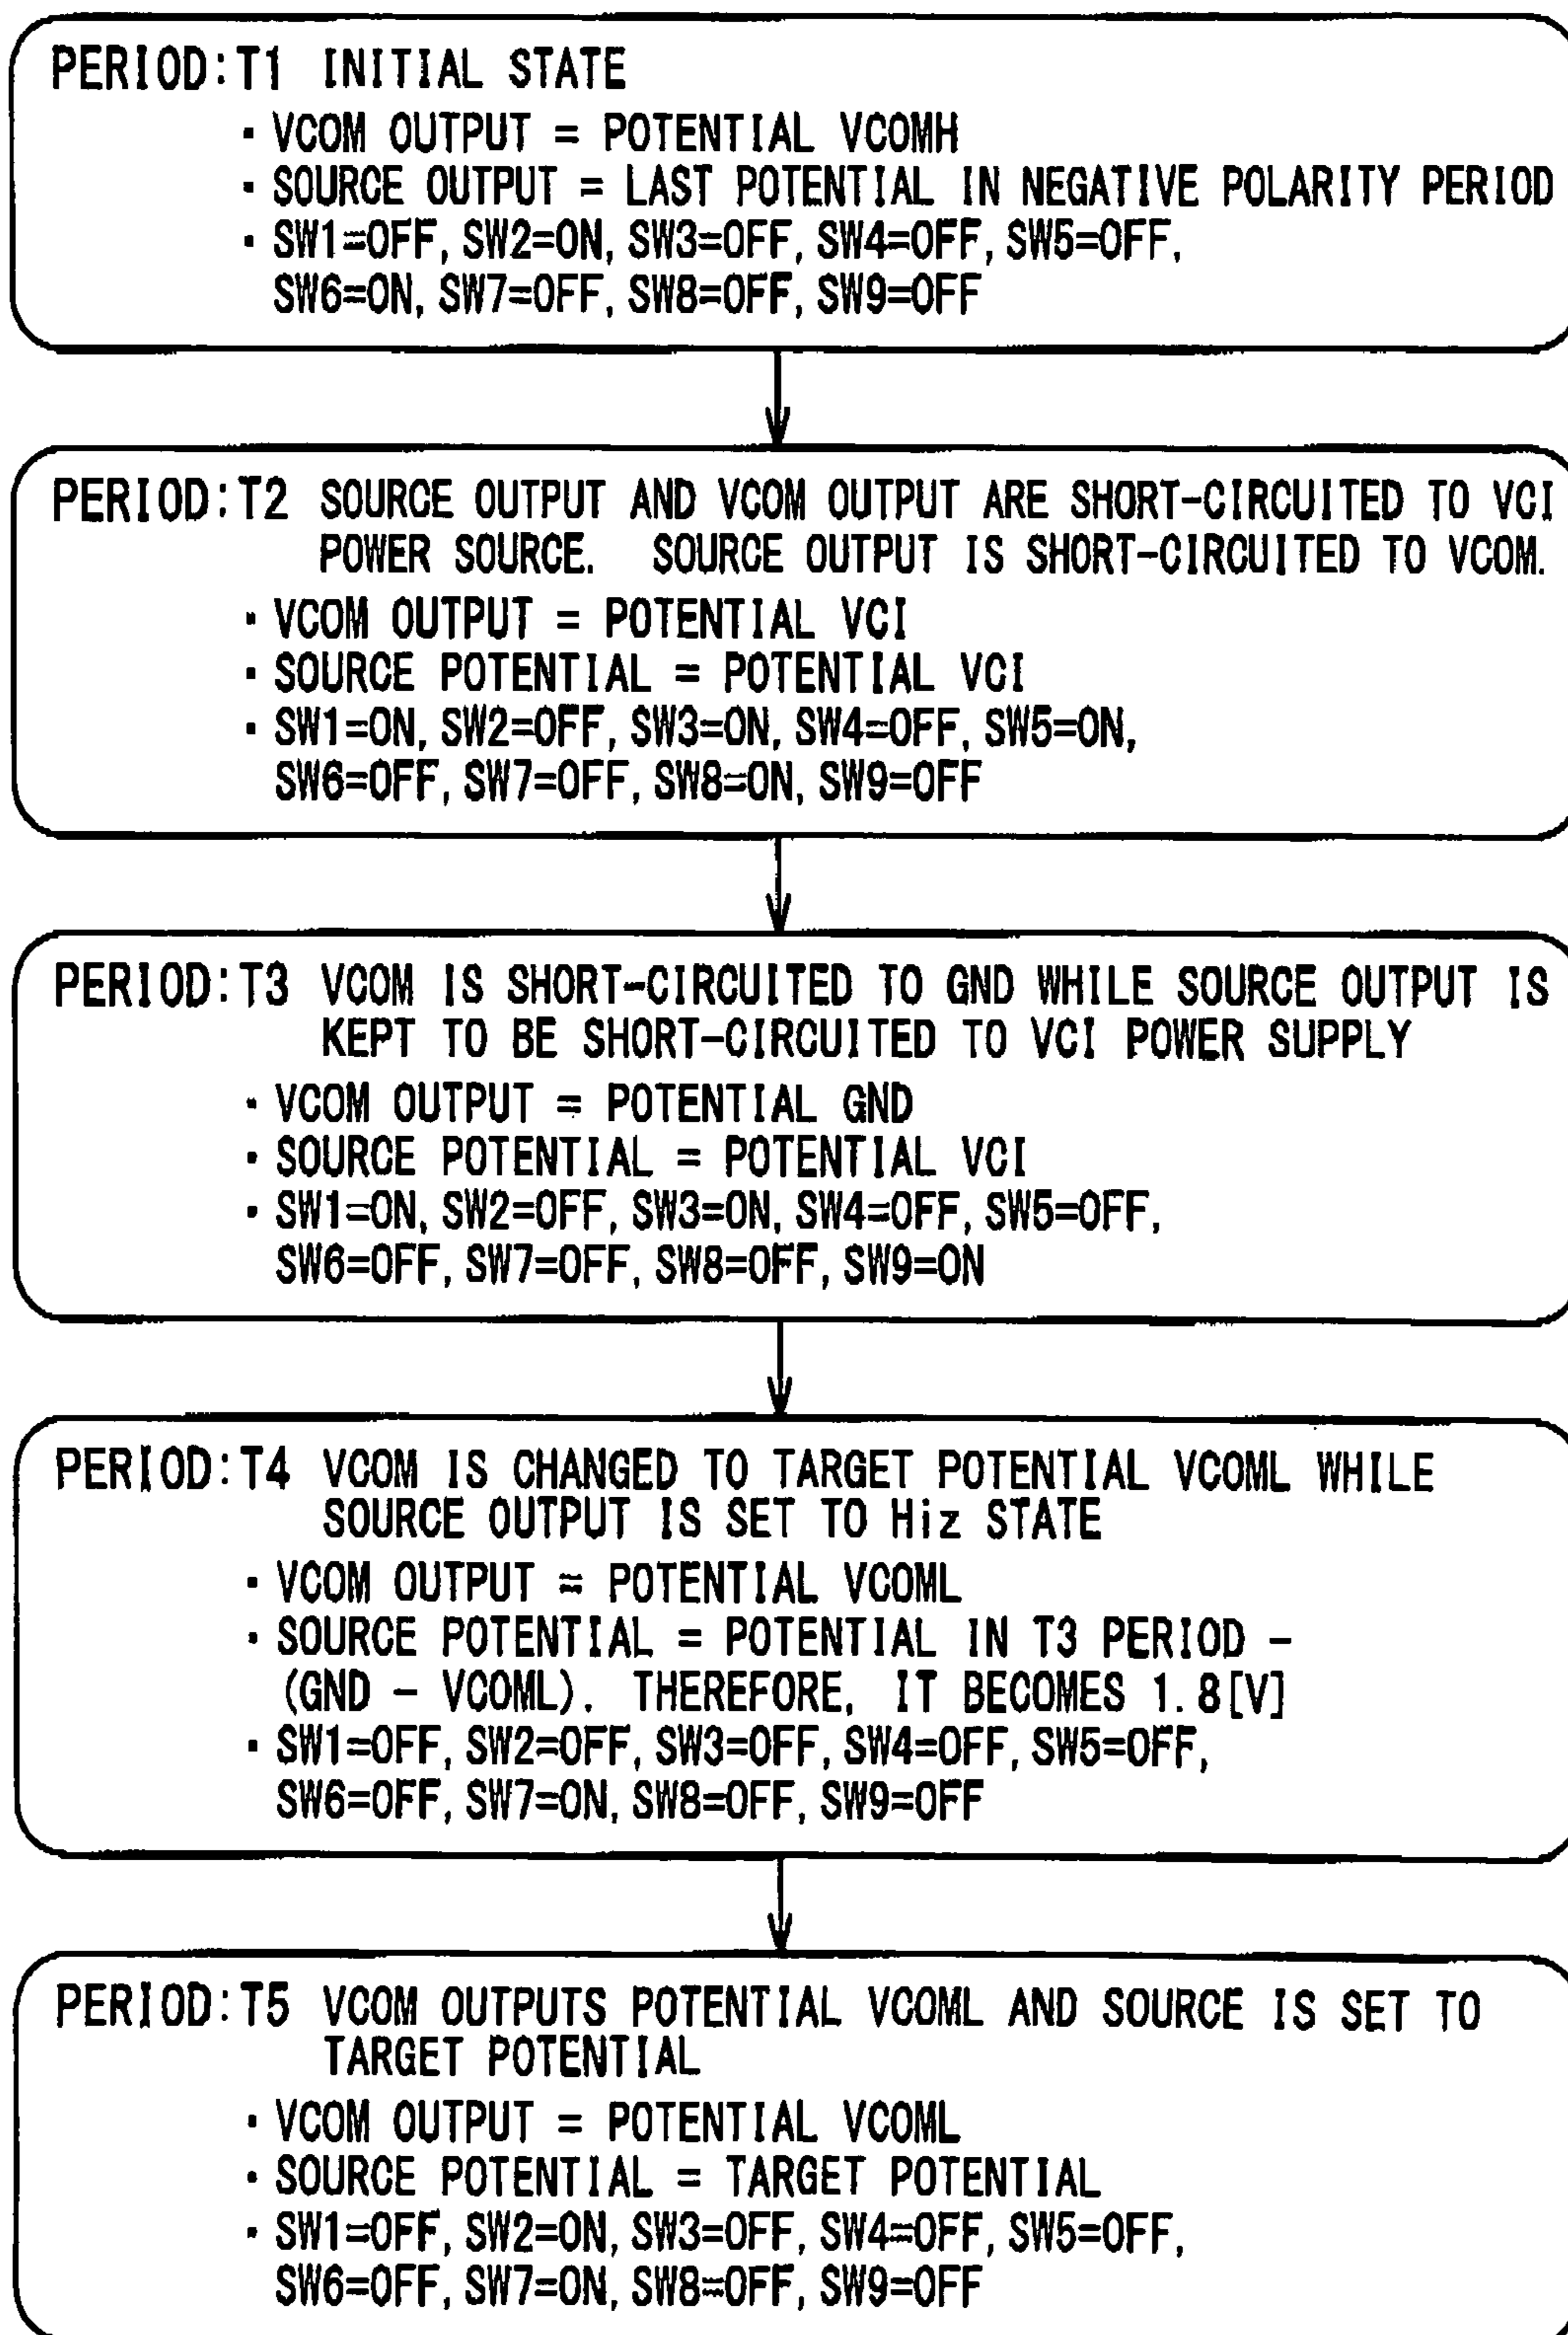 PERIOD:T1 INITIAL STATE
· VCOM OUTPUT = POTENTIAL VCOMH
· SOURCE OUTPUT = LAST POTENTIAL IN NEGATIVE POLARITY PERIOD
· SW1=OFF, SW2=ON, SW3=OFF, SW4=OFF, SW5=OFF,
SW6=ON, SW7=OFF, SW8=OFF, SW9=OFF
PERIOD:T2 SOURCE OUTPUT AND VCOM OUTPUT ARE SHORT-CIRCUITED TO VCI
POWER SOURCE. SOURCE OUTPUT IS SHORT-CIRCUITED TO VCOM.
· VCOM OUTPUT = POTENTIAL VCI
· SOURCE POTENTIAL = POTENTIAL VCI
· SW1=ON, SW2=OFF, SW3=ON, SW4=OFF, SW5=ON,
SW6=OFF, SW7=OFF, SW8=ON, SW9=OFF
PERIOD:T3 VCOM IS SHORT-CIRCUITED TO GND WHILE SOURCE OUTPUT IS
KEPT TO BE SHORT-CIRCUITED TO VCI POWER SUPPLY
· VCOM OUTPUT = POTENTIAL GND
· SOURCE POTENTIAL = POTENTIAL VCI
· SW1=ON, SW2=OFF, SW3=ON, SW4=OFF, SW5=OFF,
SW6=OFF, SW7=OFF, SW8=OFF, SW9=ON
PERIOD:T4 VCOM IS CHANGED TO TARGET POTENTIAL VCOML WHILE
SOURCE OUTPUT IS SET TO Hiz STATE
· VCOM OUTPUT = POTENTIAL VCOML
· SOURCE POTENTIAL = POTENTIAL IN T3 PERIOD -
(GND - VCOML). THEREFORE, IT BECOMES 1.8[V]
· SW1=OFF, SW2=OFF, SW3=OFF, SW4=OFF, SW5=OFF,
SW6=OFF, SW7=ON, SW8=OFF, SW9=OFF
PERIOD:T5 VCOM OUTPUTS POTENTIAL VCOML AND SOURCE IS SET TO
TARGET POTENTIAL
· VCOM OUTPUT = POTENTIAL VCOML
· SOURCE POTENTIAL = TARGET POTENTIAL
· SW1=OFF, SW2=ON, SW3=OFF, SW4=OFF, SW5=OFF,
SW6=OFF, SW7=ON, SW8=OFF, SW9=OFF